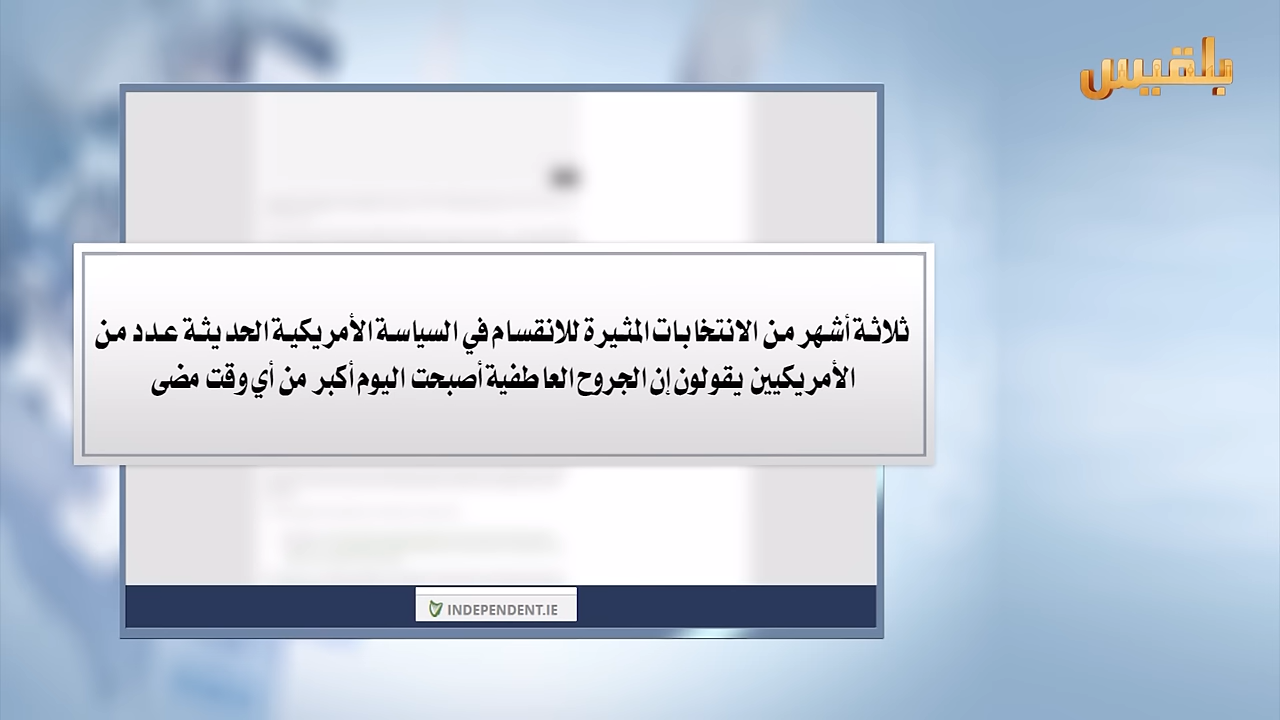 بلقيس
ثلاثة أشهر من الانتخابات المثيرة للانقسام في السياسة الأمريكية الحديثة عدد من
الأمريكيين يقولون إن الجروح العاطفية أصبحت اليوم أكبر من أي وقت مضى
INDEPENDENT.IE